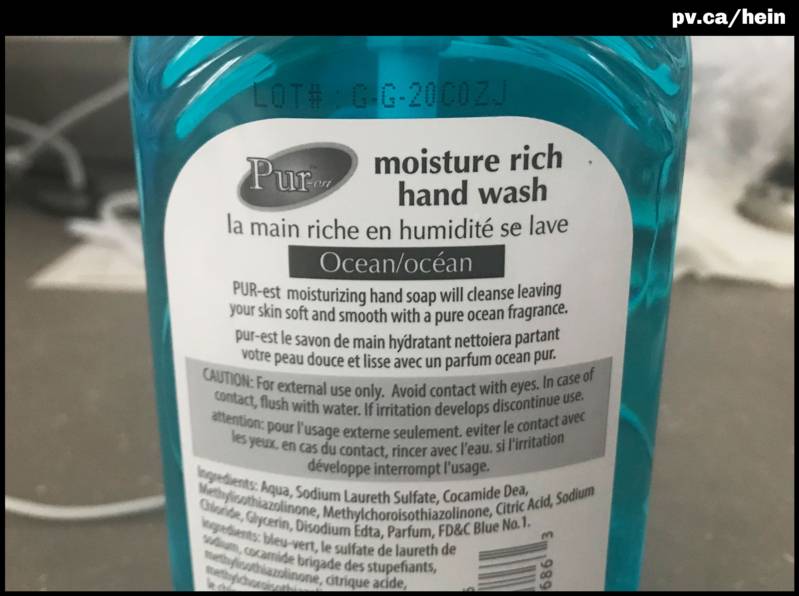 pv.ca/hein
LOT# : G-G-20C0ZJ
Pur-est
moisture rich
hand wash
la main riche en humidité se lave
Ocean/océan
PUR-est moisturizing hand soap will cleanse leaving
your skin soft and smooth with a pure ocean fragrance.
pur-est le savon de main hydratant nettoiera partant
votre peau douce et lisse avec un parfum ocean pur.
CAUTION: For external use only. Avoid contact with eyes. In case of
contact, flush with water. If irritation develops discontinue use.
attention: pour l'usage externe seulement. eviter le contact avec
les yeux. en cas du contact, rincer avec l'eau. si l'irritation
développe interrompt l'usage.
Ingredients: Aqua, Sodium Laureth Sulfate, Cocamide Dea,
Methylisothiazolinone, Methylchoroisothiazolinone, Citric Acid, Sodium
Chloride, Glycerin, Disodium Edta, Parfum, FD&C Blue No.1.
ingredients: bleu-vert, le sulfate de laureth de
sodium, cocamide brigade des stupefiants,
methylisothiazolinone, citrique acide,